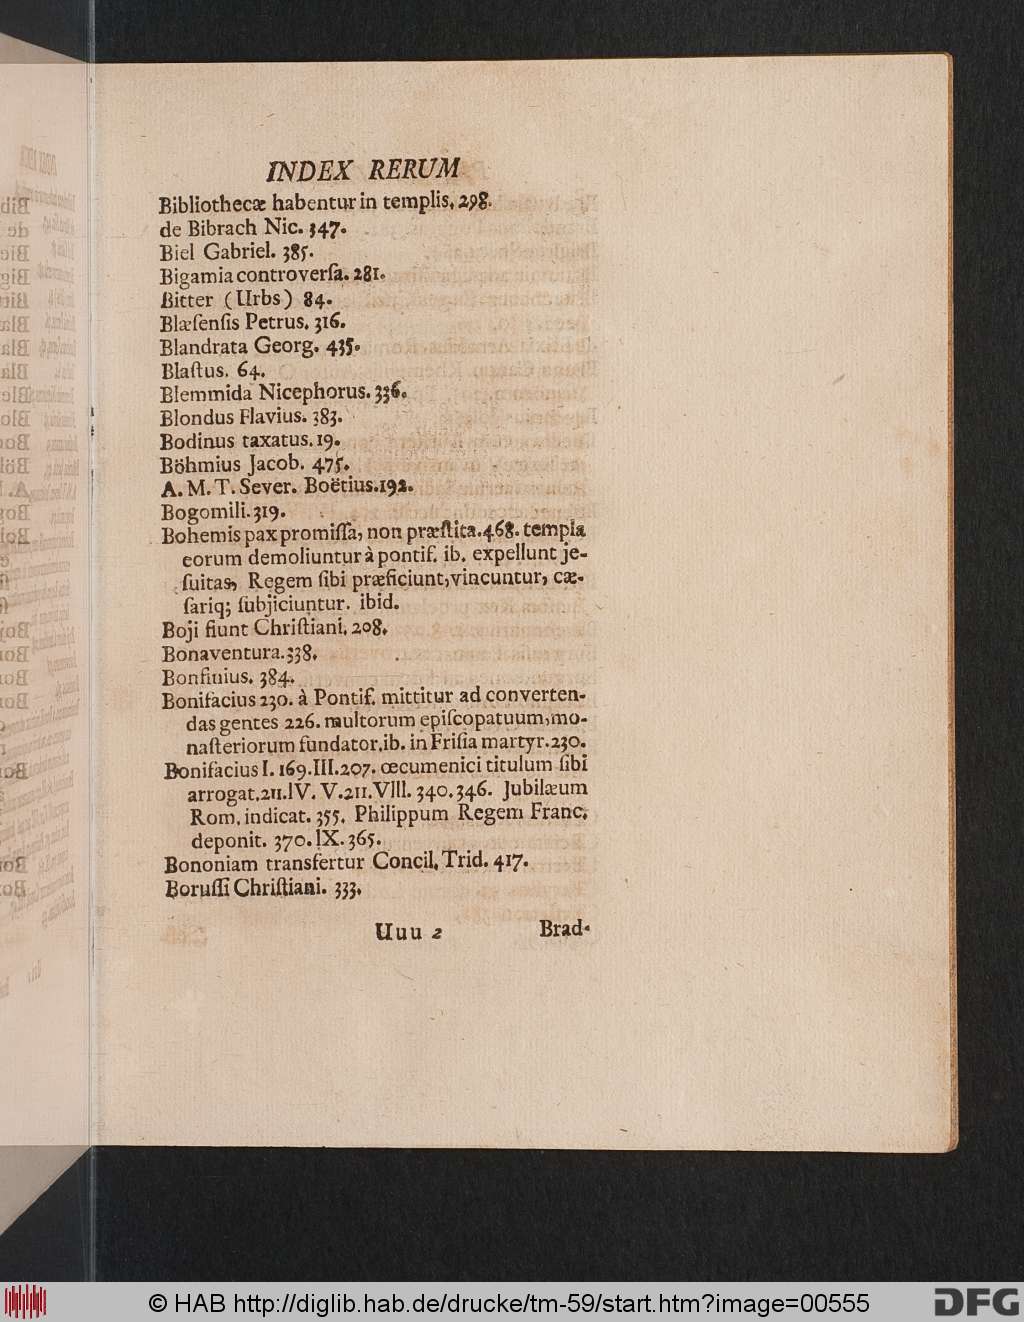 INDEX RERUM
Bibliothecæ habentur in templis, 298.
de Bibrach Nic. 347.
Biel Gabriel. 385.
Bigamia controverſa. 281.
Bitter (Urbs) 84.
Blæſenſis Petrus. 316.
Blandrata Georg. 435.
Blaſtus. 64.
Blemmida Nicephorus. 336.
Blondus Flavius. 383.
Bodinus taxatus. 19.
Böhmius Jacob. 475.
A. M. T. Sever. Boëtius. 192.
Bogomili. 319.
Bohemis pax promiſſa, non præſtita. 468. templa
eorum demoliuntur à pontif. ib. expellunt je-
ſuitas, Regem ſibi præficiunt, vincuntur, cæ-
ſariq; ſubjiciuntur. ibid.
Boji fiunt Chriſtiani. 208.
Bonaventura. 338.
Bonfinius. 384.
Bonifacius 230. à Pontif. mittitur ad converten-
das gentes 226. multorum epiſcopatuum, mo-
naſteriorum fundator. ib. in Friſia martyr. 230.
Bonifacius I. 169. III. 207. œcumenici titulum ſibi
arrogat. 211. IV. V. 211. VIII. 340. 346. Jubilæum
Rom. indicat. 355. Philippum Regem Franc.
deponit. 370. IX. 365.
Bononiam transfertur Concil. Trid. 417.
Boruſſi Chriſtiani. 333.
Uuu 2 Brad-
© HAB http://diglib.hab.de/drucke/tm-59/start.htm?image=00555
DFG